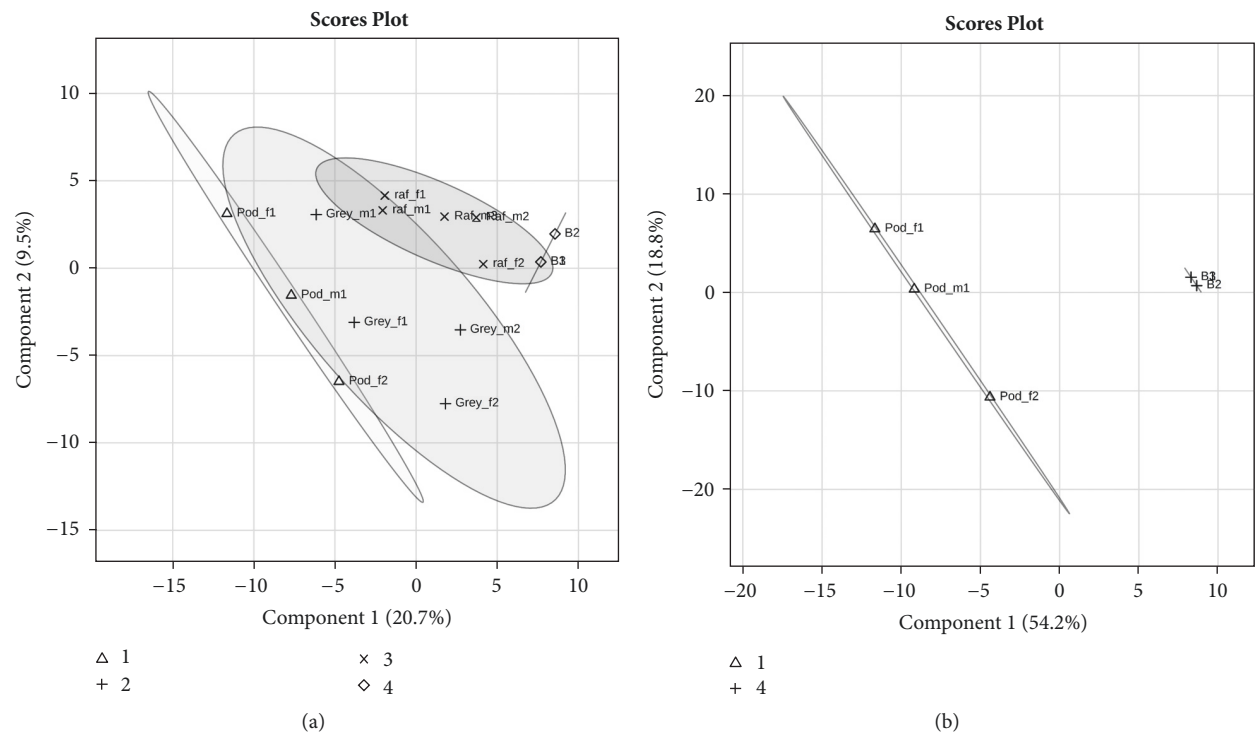 Scores Plot
10
5
0
−5
−10
−15
Component 2 (9.5%)
Pod_f1
Pod_m1
Pod_f2
Grey_m1
Grey_f1
Grey_m2
Grey_f2
raf_f1
raf_m1
Raf_m2
raf_f2
B2
−15
−10
−5
0
5
10
Component 1 (20.7%)
1
2
3
4
(a)
Scores Plot
20
10
0
−10
−20
Component 2 (18.8%)
Pod_f1
Pod_m1
Pod_f2
B2
−20
−15
−10
−5
0
5
10
Component 1 (54.2%)
1
4
(b)